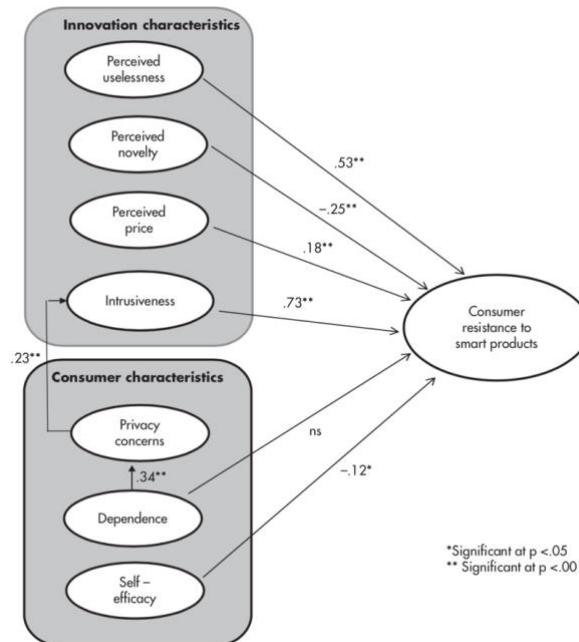 Innovation characteristics
Perceived
uselessness
Perceived
novelty
Perceived
price
Intrusiveness
.53**
–.25**
.18**
.73**
Consumer
resistance to
smart products
.23**
Consumer characteristics
Privacy
concerns
.34**
Dependence
Self –
efficacy
ns
–.12*
*Significant at p <.05
** Significant at p <.00